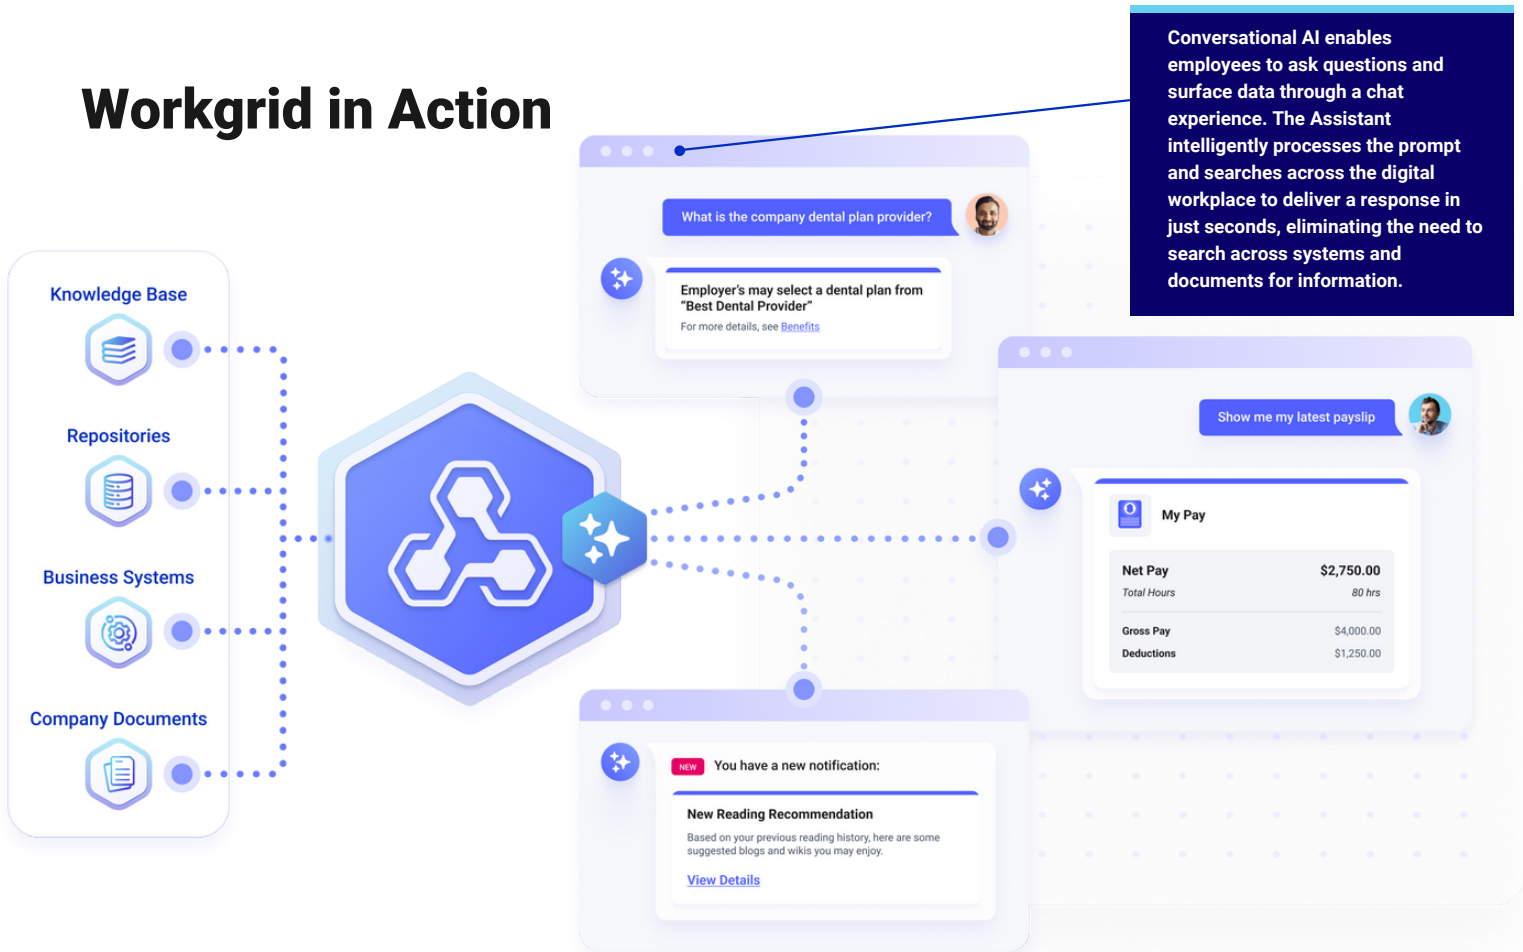 Workgrid in Action
Conversational AI enables
employees to ask questions and
surface data through a chat
experience. The Assistant
intelligently processes the prompt
and searches across the digital
workplace to deliver a response in
just seconds, eliminating the need to
search across systems and
documents for information.
Knowledge Base
Repositories
Business Systems
Company Documents
What is the company dental plan provider?
Employer's may select a dental plan from
“Best Dental Provider”
For more details, see Benefits
Show me my latest payslip
My Pay
Net Pay $2,750.00
Total Hours 80 hrs
Gross Pay $4,000.00
Deductions $1,250.00
NEW You have a new notification:
New Reading Recommendation
Based on your previous reading history, here are some
suggested blogs and wikis you may enjoy.
View Details